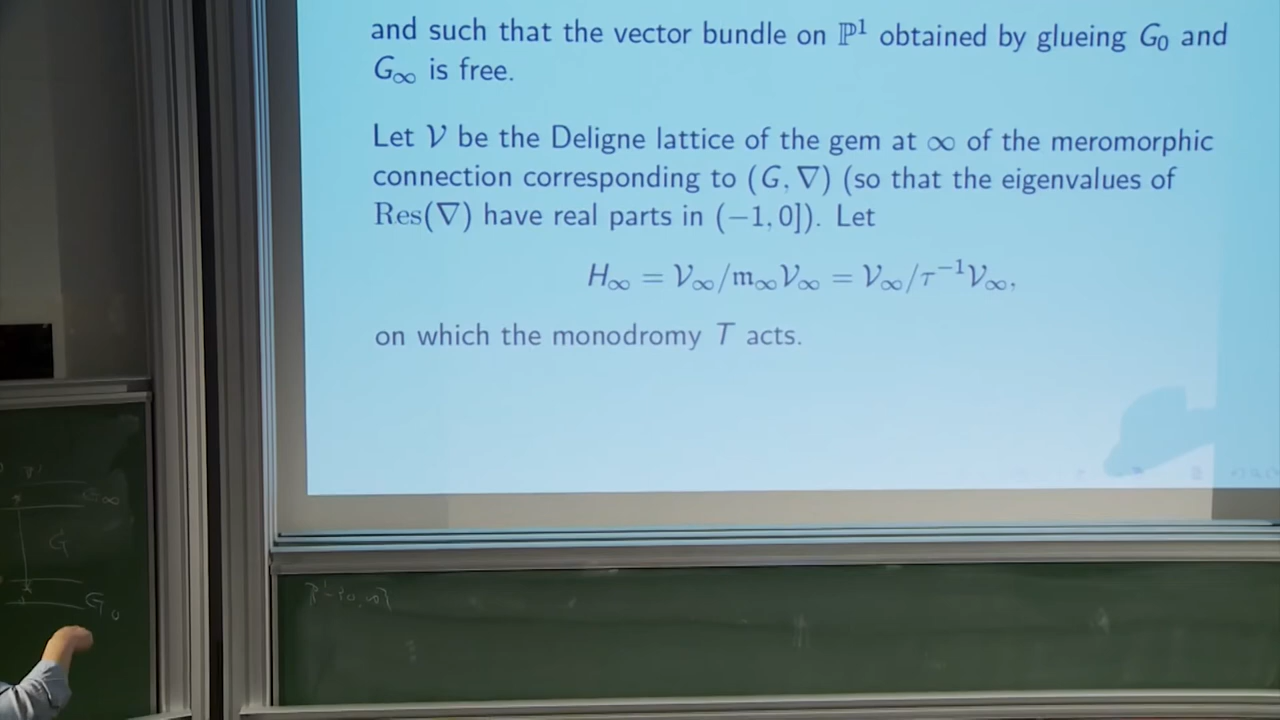 and such that the vector bundle on ℙ¹ obtained by glueing G₀ and
G∞ is free.
Let 𝒱 be the Deligne lattice of the gem at ∞ of the meromorphic
connection corresponding to (G, ∇) (so that the eigenvalues of
Res(∇) have real parts in (−1, 0]). Let
H∞ = 𝒱∞/𝔪∞𝒱∞ = 𝒱∞/τ⁻¹𝒱∞,
on which the monodromy T acts.
G∞
G
G₀